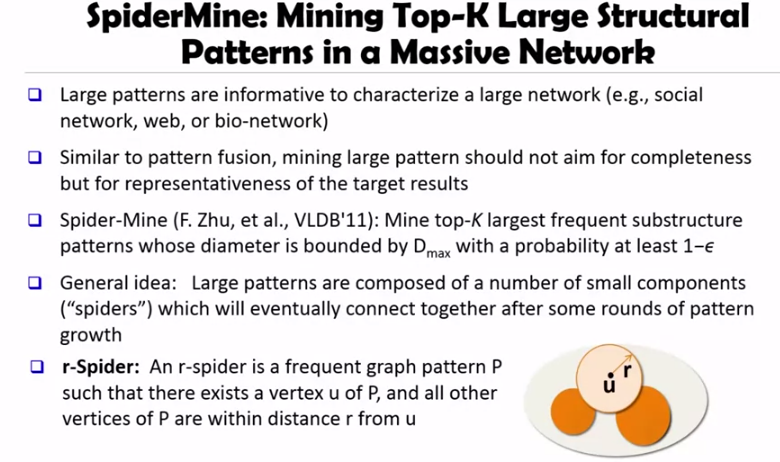 SpiderMine: Mining Top-K Large Structural
Patterns in a Massive Network
Large patterns are informative to characterize a large network (e.g., social
network, web, or bio-network)
Similar to pattern fusion, mining large pattern should not aim for completeness
but for representativeness of the target results
Spider-Mine (F. Zhu, et al., VLDB'11): Mine top-K largest frequent substructure
patterns whose diameter is bounded by Dmax with a probability at least 1−ϵ
General idea: Large patterns are composed of a number of small components
(“spiders”) which will eventually connect together after some rounds of pattern
growth
r-Spider: An r-spider is a frequent graph pattern P
such that there exists a vertex u of P, and all other
vertices of P are within distance r from u
r
u